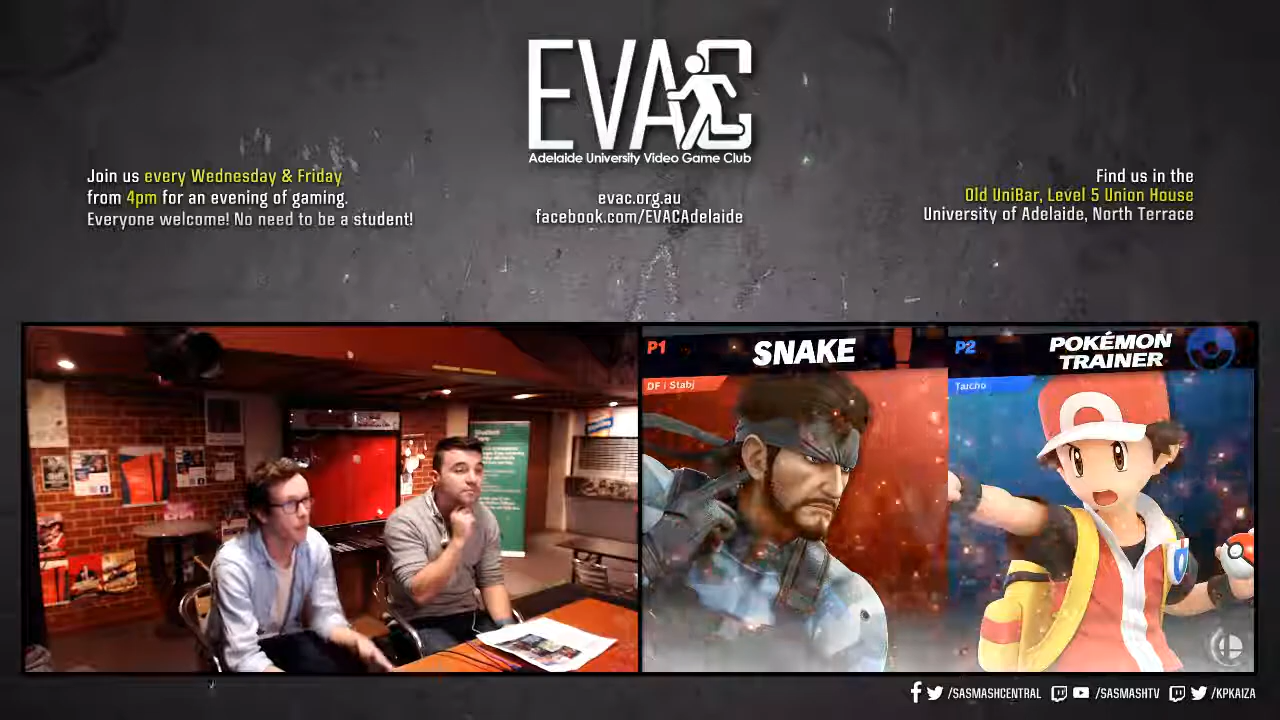 EVAC
Adelaide University Video Game Club
Join us every Wednesday & Friday
from 4pm for an evening of gaming.
Everyone welcome! No need to be a student!
evac.org.au
facebook.com/EVACAdelaide
Find us in the
Old UniBar, Level 5 Union House
University of Adelaide, North Terrace
P1
SNAKE
DF | Stabj
P2
POKÉMON
TRAINER
Taicho
/SASMASHCENTRAL
/SASMASHTV
/KPKAIZA